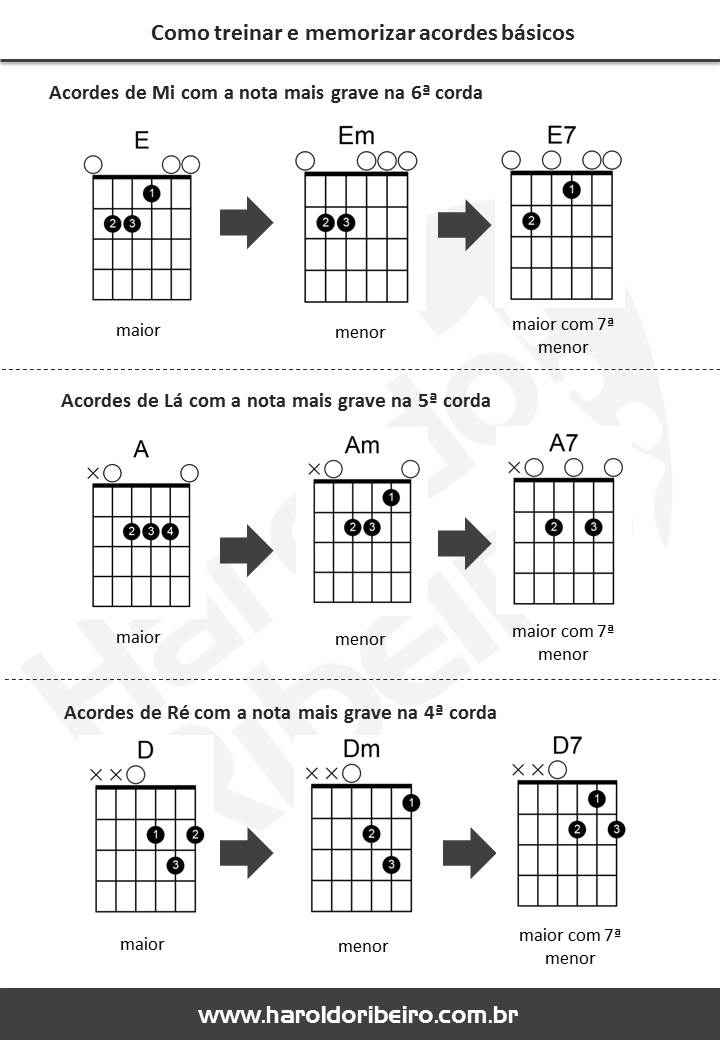 Como treinar e memorizar acordes básicos
Acordes de Mi com a nota mais grave na 6ª corda
E
Em
E7
1
2 3
2 3
1
2
maior
menor
maior com 7ª
menor
Acordes de Lá com a nota mais grave na 5ª corda
A
Am
A7
×
×
×
2 3 4
1
2 3
2 3
maior
menor
maior com 7ª
menor
Acordes de Ré com a nota mais grave na 4ª corda
D
Dm
D7
× ×
× ×
× ×
1 2
3
1
2
3
1
2 3
maior
menor
maior com 7ª
menor
Haroldo
Ribeiro
www.haroldoribeiro.com.br